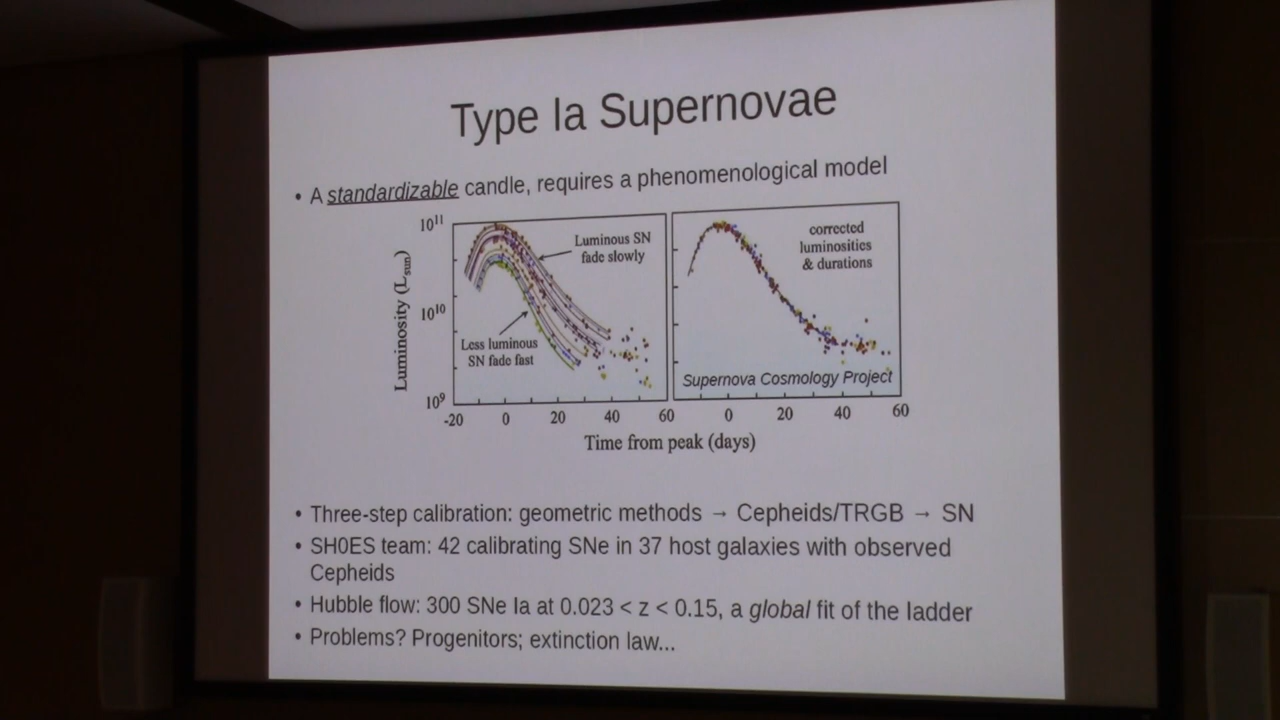 Type Ia Supernovae
• A standardizable candle, requires a phenomenological model
10¹¹
10¹⁰
10⁹
Luminosity (Lsun)
Luminous SN
fade slowly
Less luminous
SN fade fast
corrected
luminosities
& durations
Supernova Cosmology Project
-20 0 20 40 60 0 20 40 60
Time from peak (days)
• Three-step calibration: geometric methods → Cepheids/TRGB → SN
• SH0ES team: 42 calibrating SNe in 37 host galaxies with observed
Cepheids
• Hubble flow: 300 SNe Ia at 0.023 < z < 0.15, a global fit of the ladder
• Problems? Progenitors; extinction law...